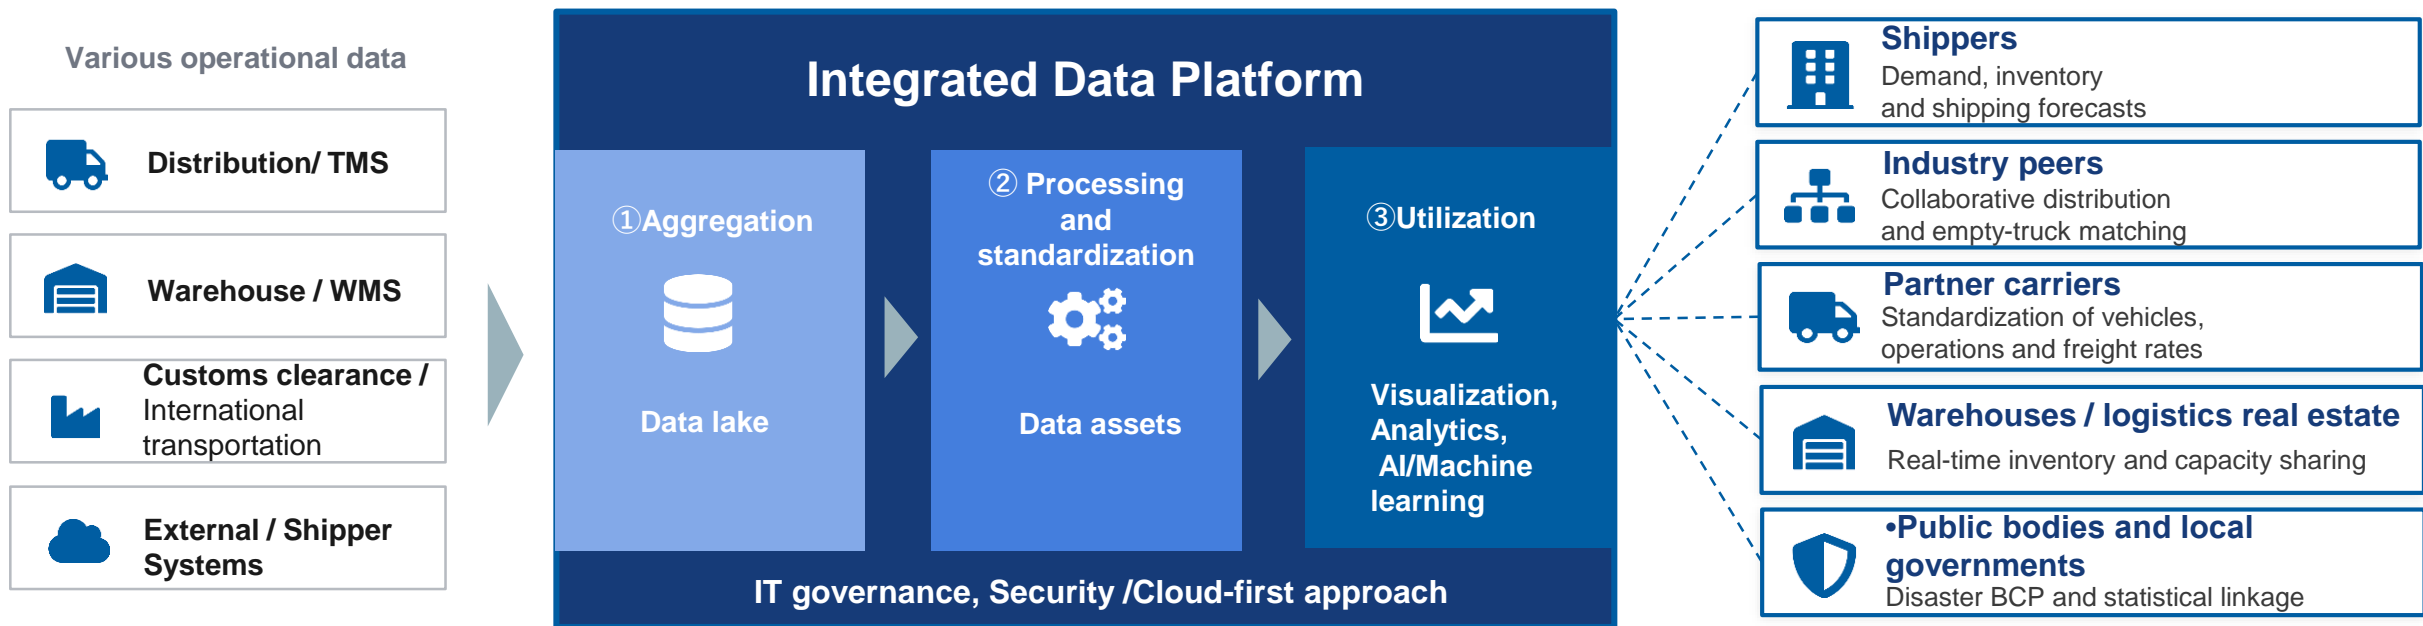 Various operational data
Distribution/ TMS
Warehouse / WMS
Customs clearance /
International
transportation
External / Shipper
Systems
Integrated Data Platform
①Aggregation
Data lake
② Processing
and
standardization
Data assets
③Utilization
Visualization,
Analytics,
AI/Machine
learning
IT governance, Security /Cloud-first approach
Shippers
Demand, inventory
and shipping forecasts
Industry peers
Collaborative distribution
and empty-truck matching
Partner carriers
Standardization of vehicles,
operations and freight rates
Warehouses / logistics real estate
Real-time inventory and capacity sharing
•Public bodies and local
governments
Disaster BCP and statistical linkage